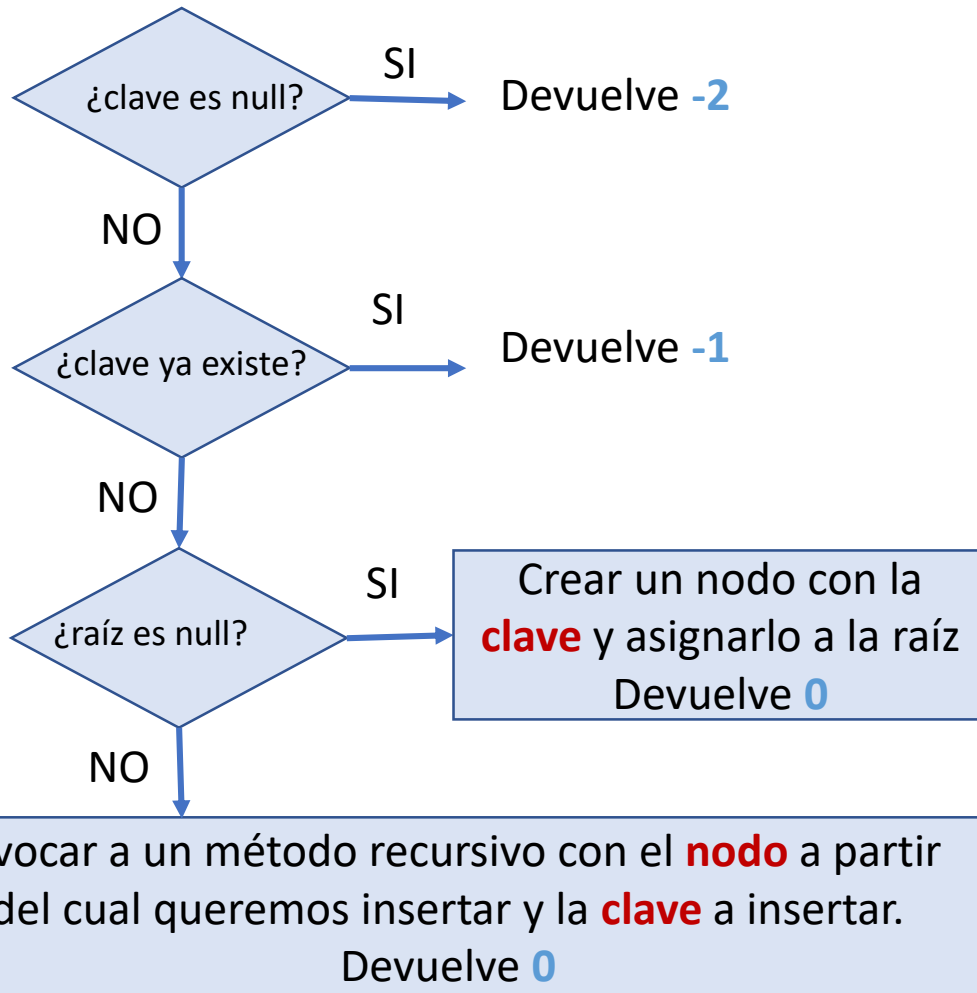 ¿clave es null?
SI
Devuelve -2
NO
¿clave ya existe?
SI
Devuelve -1
NO
¿raíz es null?
SI
Crear un nodo con la
clave y asignarlo a la raíz
Devuelve 0
NO
vocar a un método recursivo con el nodo a partir
del cual queremos insertar y la clave a insertar.
Devuelve 0